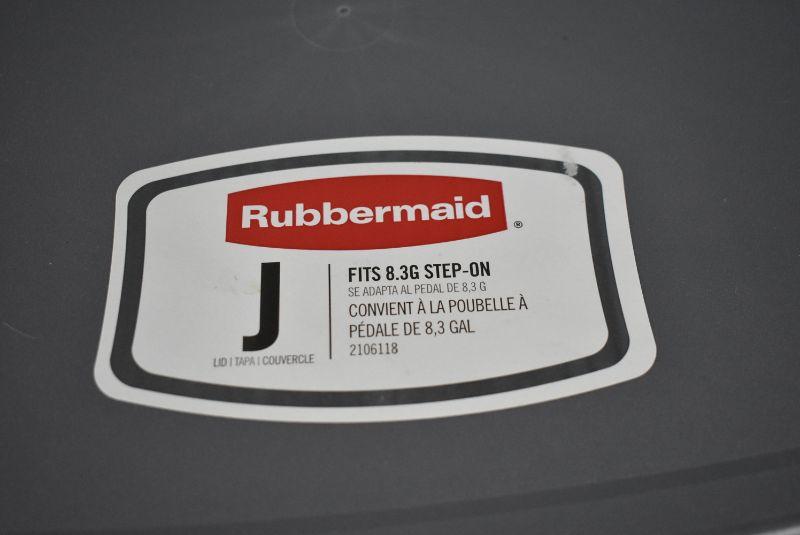 Rubbermaid®
J
LID | TAPA | COUVERCLE
FITS 8.3G STEP-ON
SE ADAPTA AL PEDAL DE 8,3 G
CONVIENT À LA POUBELLE À
PÉDALE DE 8,3 GAL
2106118